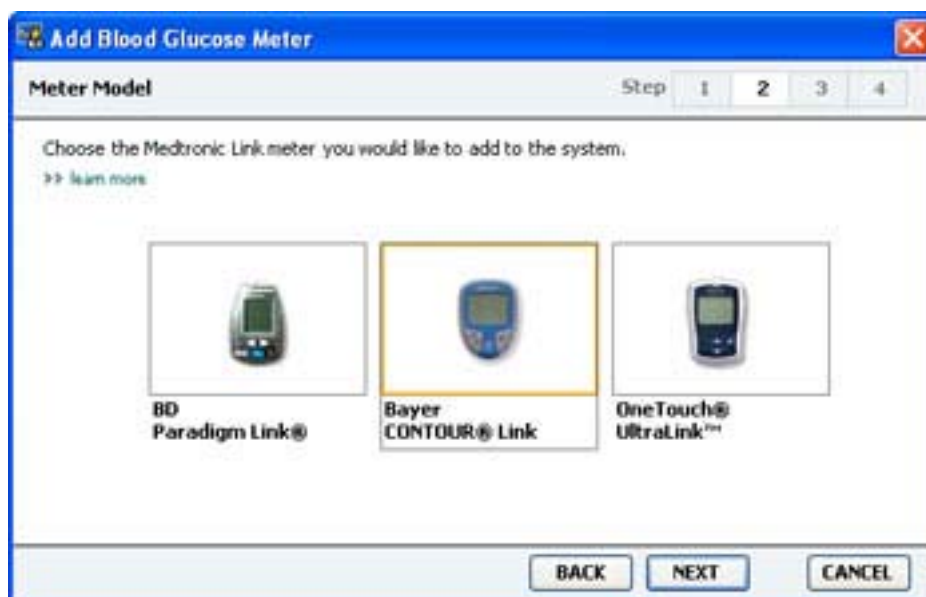 Add Blood Glucose Meter
Meter Model
Step 1 2 3 4
Choose the Medtronic Link meter you would like to add to the system.
>> learn more
BD
Paradigm Link®
Bayer
CONTOUR® Link
OneTouch®
UltraLink™
BACK NEXT CANCEL